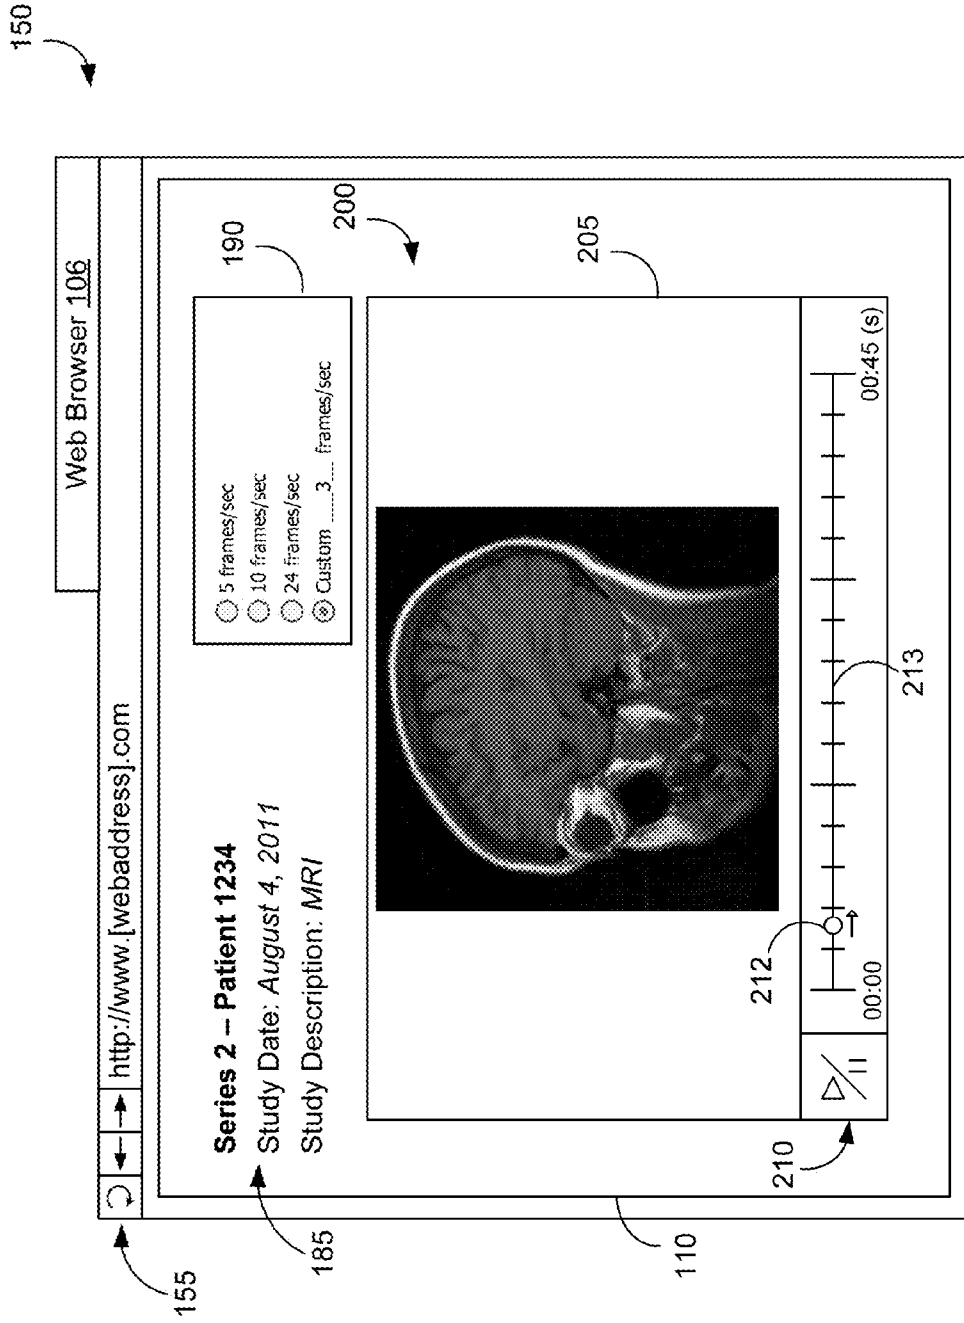 150
Web Browser 106
155
http://www.[webaddress].com
185
Series 2 – Patient 1234
Study Date: August 4, 2011
Study Description: MRI
190
5 frames/sec
10 frames/sec
24 frames/sec
Custom ____3___ frames/sec
200
205
110
210
212
00:00
213
00:45 (s)